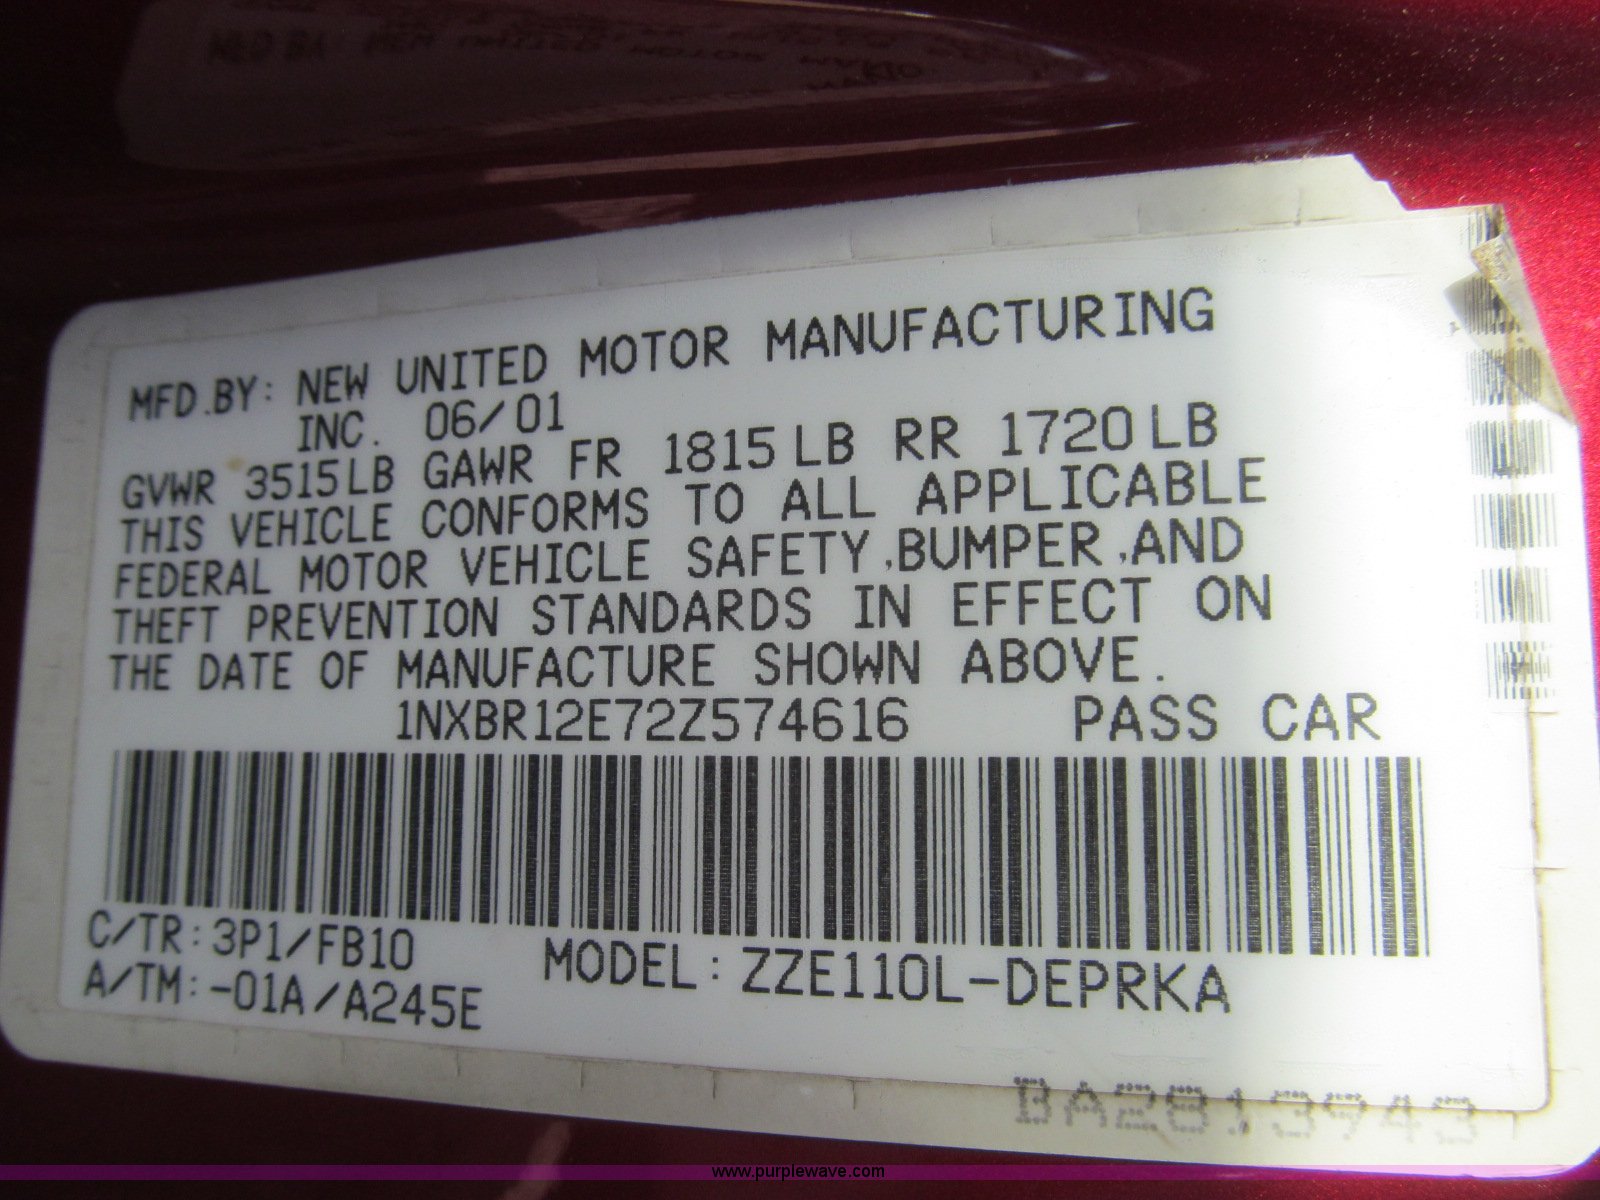 MFD.BY: NEW UNITED MOTOR MANUFACTURING
INC. 06/01
GVWR 3515LB GAWR FR 1815LB RR 1720LB
THIS VEHICLE CONFORMS TO ALL APPLICABLE
FEDERAL MOTOR VEHICLE SAFETY,BUMPER,AND
THEFT PREVENTION STANDARDS IN EFFECT ON
THE DATE OF MANUFACTURE SHOWN ABOVE.
1NXBR12E72Z574616 PASS CAR
C/TR:3P1/FB10 MODEL:ZZE110L-DEPRKA
A/TM:-01A/A245E
BA2813943
www.purplewave.com